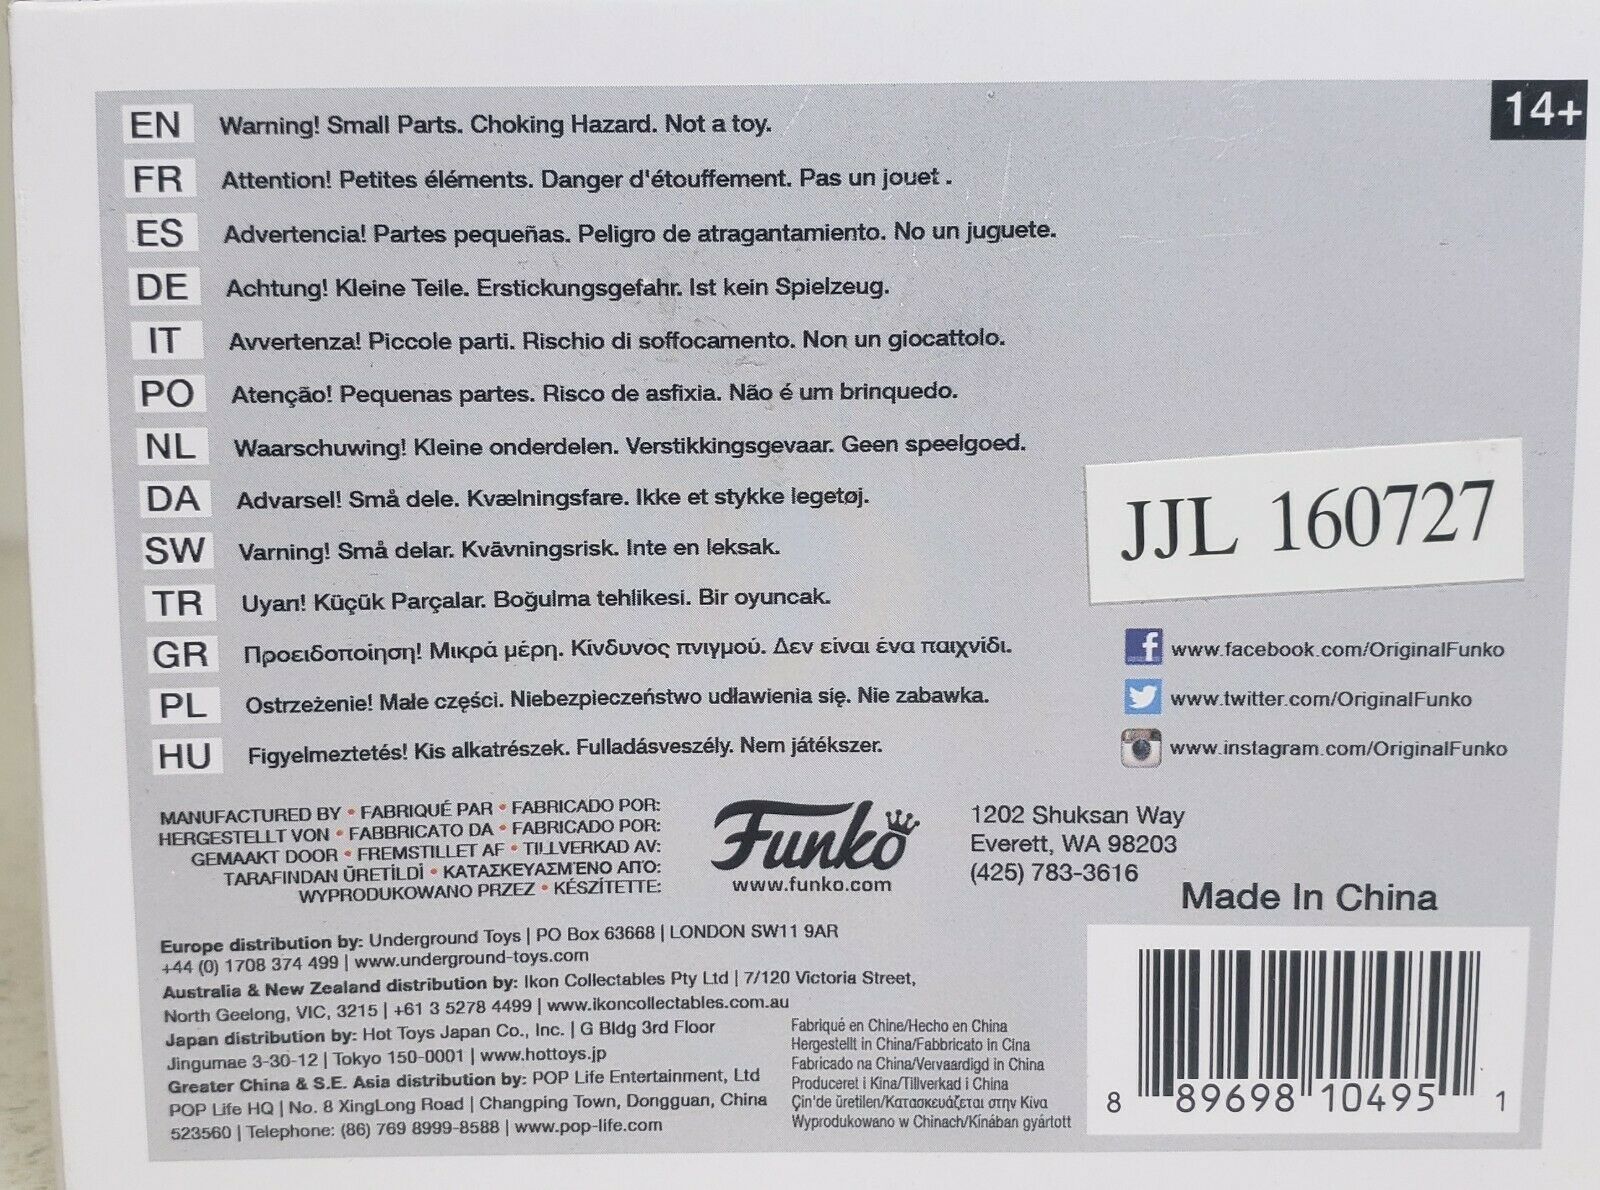 14+
EN Warning! Small Parts. Choking Hazard. Not a toy.
FR Attention! Petites éléments. Danger d'étouffement. Pas un jouet .
ES Advertencia! Partes pequeñas. Peligro de atragantamiento. No un juguete.
DE Achtung! Kleine Teile. Erstickungsgefahr. Ist kein Spielzeug.
IT Avvertenza! Piccole parti. Rischio di soffocamento. Non un giocattolo.
PO Atenção! Pequenas partes. Risco de asfixia. Não é um brinquedo.
NL Waarschuwing! Kleine onderdelen. Verstikkingsgevaar. Geen speelgoed.
DA Advarsel! Små dele. Kvælningsfare. Ikke et stykke legetøj.
SW Varning! Små delar. Kvävningsrisk. Inte en leksak.
TR Uyarı! Küçük Parçalar. Boğulma tehlikesi. Bir oyuncak.
GR Προειδοποίηση! Μικρά μέρη. Κίνδυνος πνιγμού. Δεν είναι ένα παιχνίδι.
PL Ostrzeżenie! Małe części. Niebezpieczeństwo udławienia się. Nie zabawka.
HU Figyelmeztetés! Kis alkatrészek. Fulladásveszély. Nem játékszer.
JJL 160727
www.facebook.com/OriginalFunko
www.twitter.com/OriginalFunko
www.instagram.com/OriginalFunko
MANUFACTURED BY • FABRIQUÉ PAR • FABRICADO POR:
HERGESTELLT VON • FABBRICATO DA • FABRICADO POR:
GEMAAKT DOOR • FREMSTILLET AF • TILLVERKAD AV:
TARAFINDAN ÜRETİLDİ • ΚΑΤΑΣΚΕΥΑΣΜΈΝΟ ΑΠΌ:
WYPRODUKOWANO PRZEZ • KÉSZÍTETTE:
Funko
www.funko.com
1202 Shuksan Way
Everett, WA 98203
(425) 783-3616
Made In China
Europe distribution by: Underground Toys | PO Box 63668 | LONDON SW11 9AR
+44 (0) 1708 374 499 | www.underground-toys.com
Australia & New Zealand distribution by: Ikon Collectables Pty Ltd | 7/120 Victoria Street,
North Geelong, VIC, 3215 | +61 3 5278 4499 | www.ikoncollectables.com.au
Japan distribution by: Hot Toys Japan Co., Inc. | G Bldg 3rd Floor
Jingumae 3-30-12 | Tokyo 150-0001 | www.hottoys.jp
Greater China & S.E. Asia distribution by: POP Life Entertainment, Ltd
POP Life HQ | No. 8 XingLong Road | Changping Town, Dongguan, China
523560 | Telephone: (86) 769 8999-8588 | www.pop-life.com
Fabriqué en Chine/Hecho en China
Hergestellt in China/Fabbricato in Cina
Fabricado na China/Vervaardigd in China
Produceret i Kina/Tillverkad i China
Çin'de üretilen/Κατασκευάζεται στην Κίνα
Wyprodukowano w Chinach/Kínában gyártott
8 89698 10495 1